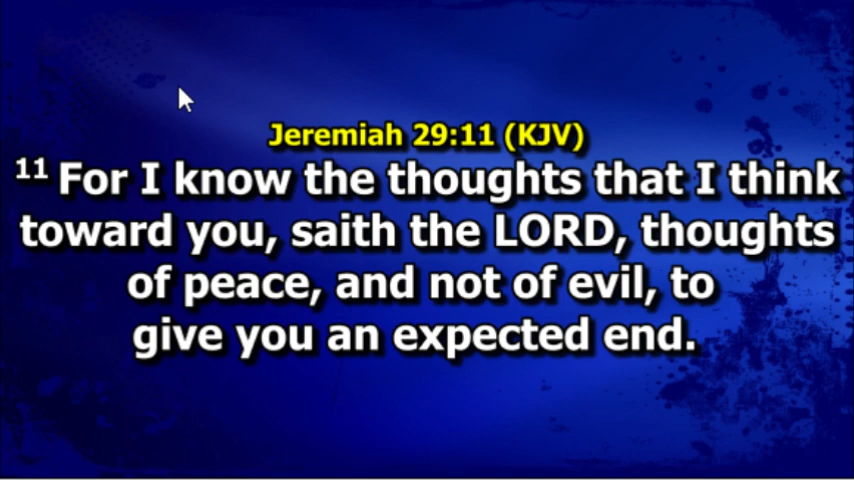 Jeremiah 29:11 (KJV)
11 For I know the thoughts that I think
toward you, saith the LORD, thoughts
of peace, and not of evil, to
give you an expected end.